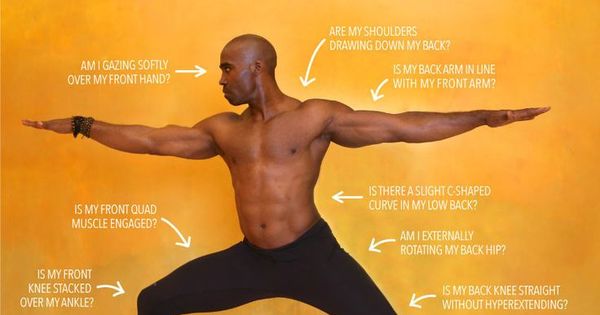 ARE MY SHOULDERS
DRAWING DOWN MY BACK?
AM I GAZING SOFTLY
OVER MY FRONT HAND?
IS MY BACK ARM IN LINE
WITH MY FRONT ARM?
IS THERE A SLIGHT C-SHAPED
CURVE IN MY LOW BACK?
IS MY FRONT QUAD
MUSCLE ENGAGED?
AM I EXTERNALLY
ROTATING MY BACK HIP?
IS MY FRONT
KNEE STACKED
OVER MY ANKLE?
IS MY BACK KNEE STRAIGHT
WITHOUT HYPEREXTENDING?